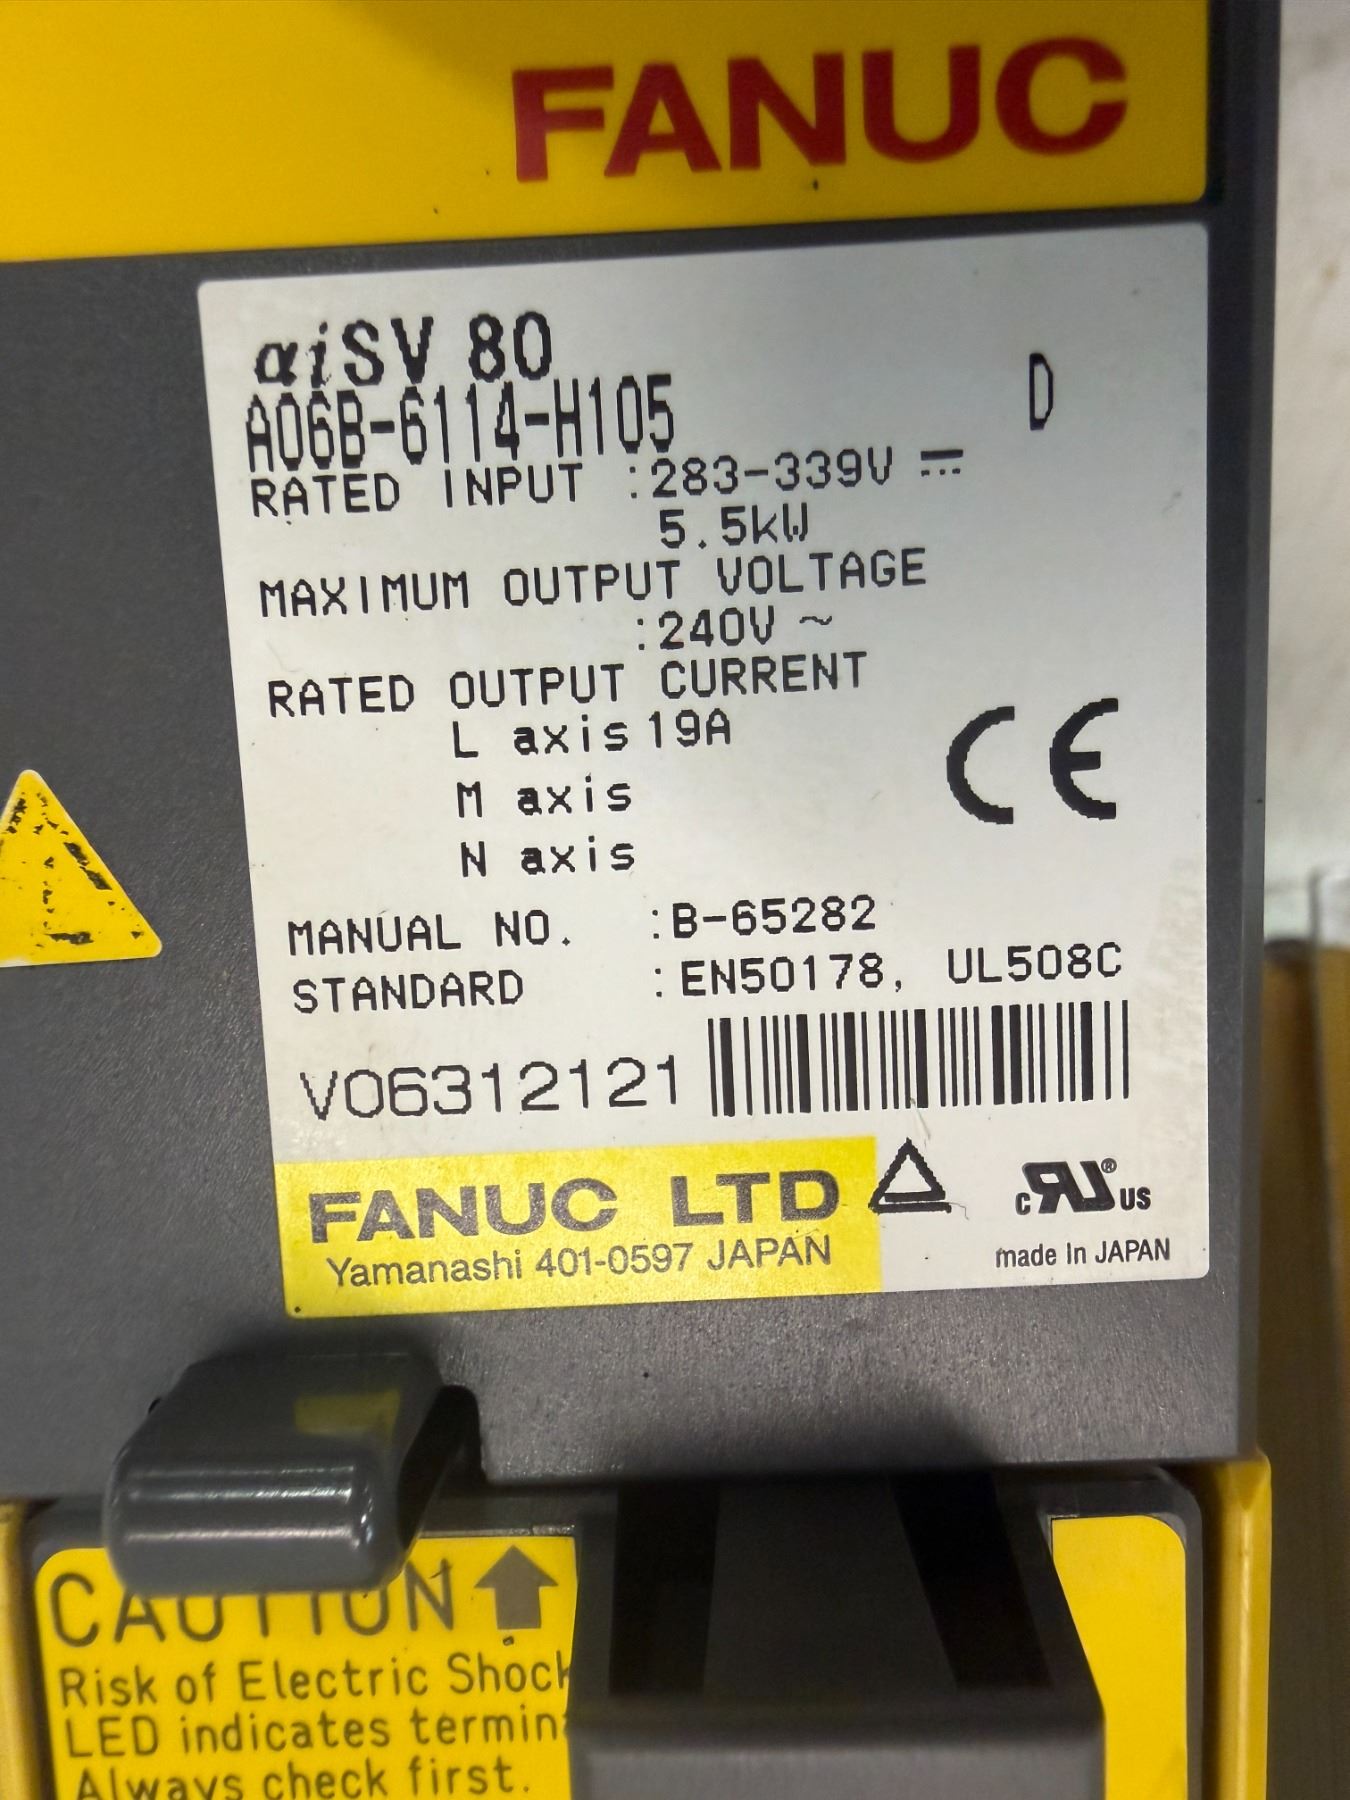 FANUC
αiSV 80
A06B-6114-H105 D
RATED INPUT :283-339V ⎓
5.5kW
MAXIMUM OUTPUT VOLTAGE
:240V ~
RATED OUTPUT CURRENT
L axis 19A
M axis
N axis
CE
MANUAL NO. :B-65282
STANDARD :EN50178, UL508C
V06312121
FANUC LTD
Yamanashi 401-0597 JAPAN
c RU® US
made in JAPAN
CAUTION
Risk of Electric Shock
LED indicates
Always check first.